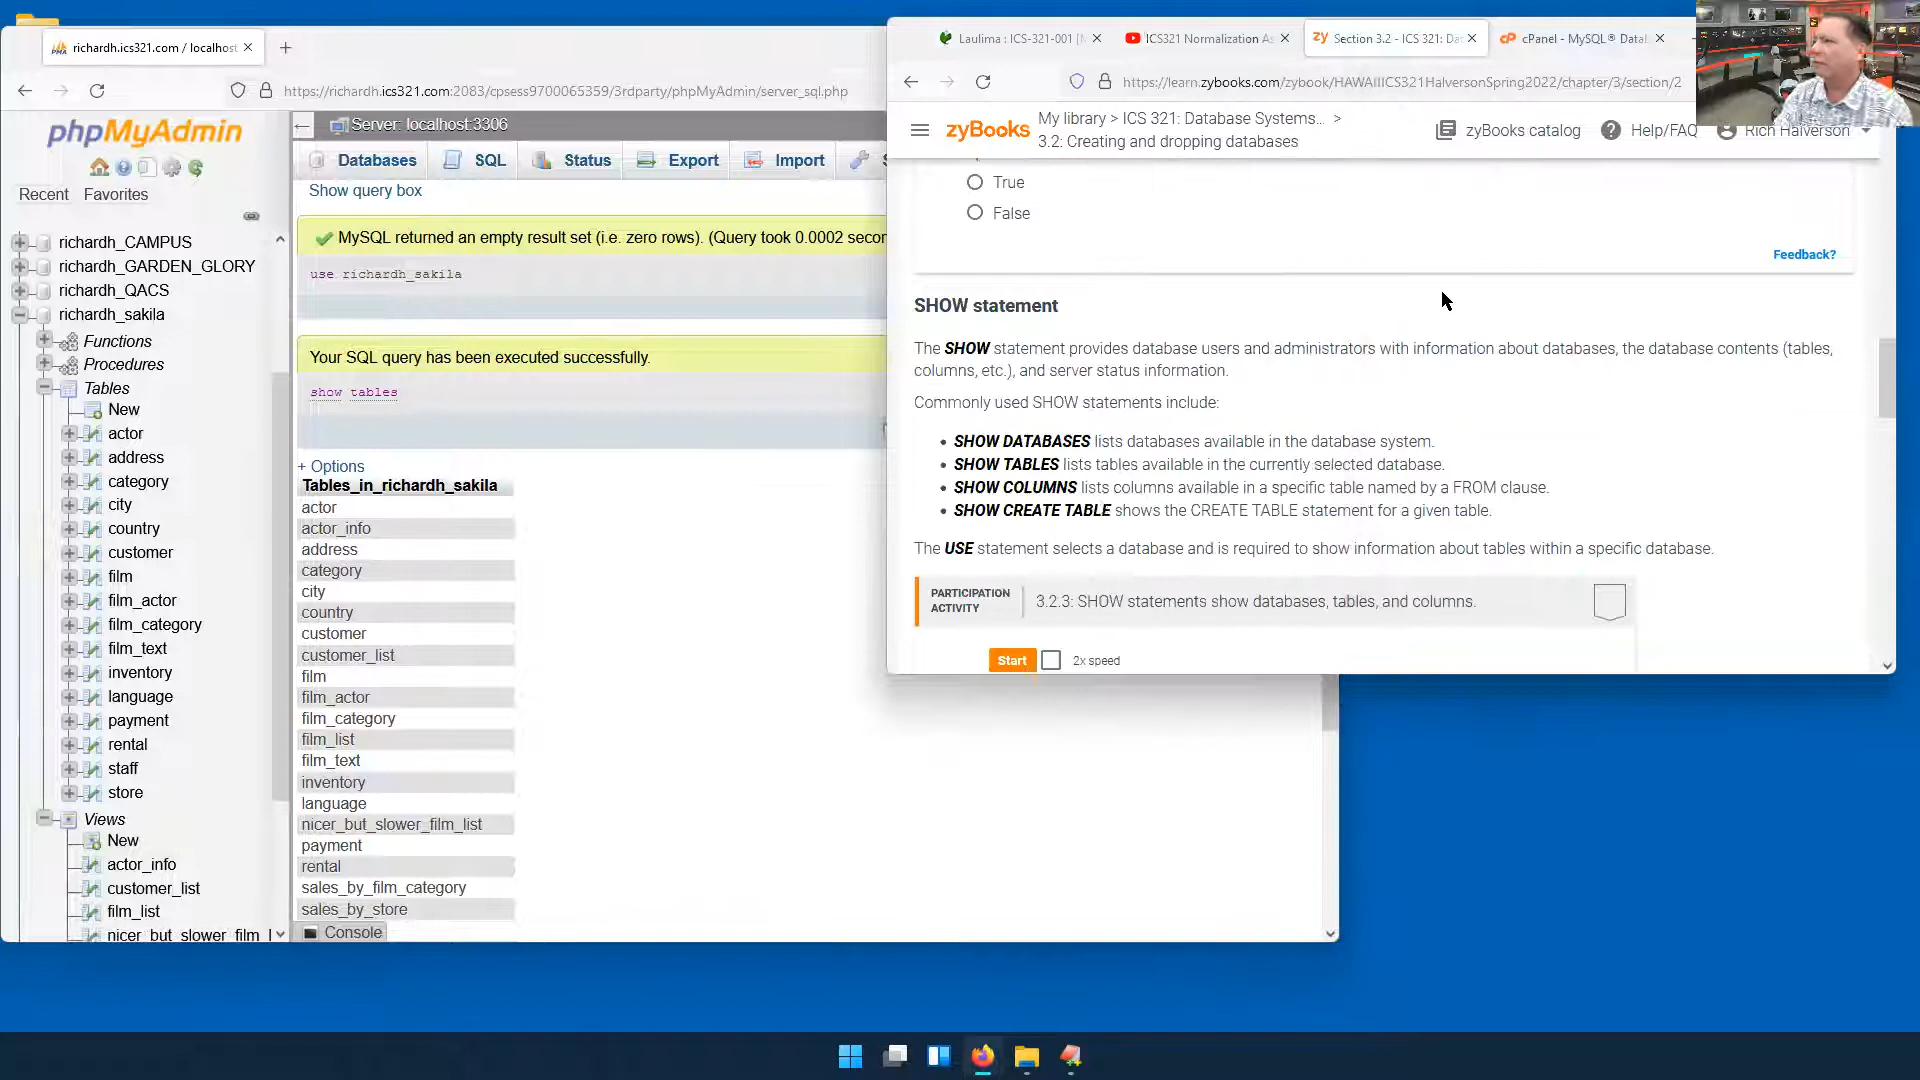 richardh.ics321.com / localhost
https://richardh.ics321.com:2083/cpsess9700065359/3rdparty/phpMyAdmin/server_sql.php
phpMyAdmin
Recent Favorites
richardh_CAMPUS
richardh_GARDEN_GLORY
richardh_QACS
richardh_sakila
Functions
Procedures
Tables
New
actor
address
category
city
country
customer
film
film_actor
film_category
film_text
inventory
language
payment
rental
staff
store
Views
New
actor_info
customer_list
film_list
nicer_but_slower_film_l
Server: localhost:3306
Databases SQL Status Export Import
Show query box
MySQL returned an empty result set (i.e. zero rows). (Query took 0.0002 secon
use richardh_sakila
Your SQL query has been executed successfully.
show tables
+ Options
Tables_in_richardh_sakila
actor
actor_info
address
category
city
country
customer
customer_list
film
film_actor
film_category
film_list
film_text
inventory
language
nicer_but_slower_film_list
payment
rental
sales_by_film_category
sales_by_store
Console
Laulima : ICS-321-001 [
ICS321 Normalization As
zy Section 3.2 - ICS 321: Da
cP cPanel - MySQL® Datal
https://learn.zybooks.com/zybook/HAWAIIICS321HalversonSpring2022/chapter/3/section/2
zyBooks
My library > ICS 321: Database Systems... >
3.2: Creating and dropping databases
zyBooks catalog Help/FAQ Rich Halverson
True
False
Feedback?
SHOW statement
The SHOW statement provides database users and administrators with information about databases, the database contents (tables,
columns, etc.), and server status information.
Commonly used SHOW statements include:
• SHOW DATABASES lists databases available in the database system.
• SHOW TABLES lists tables available in the currently selected database.
• SHOW COLUMNS lists columns available in a specific table named by a FROM clause.
• SHOW CREATE TABLE shows the CREATE TABLE statement for a given table.
The USE statement selects a database and is required to show information about tables within a specific database.
PARTICIPATION
ACTIVITY
3.2.3: SHOW statements show databases, tables, and columns.
Start 2x speed